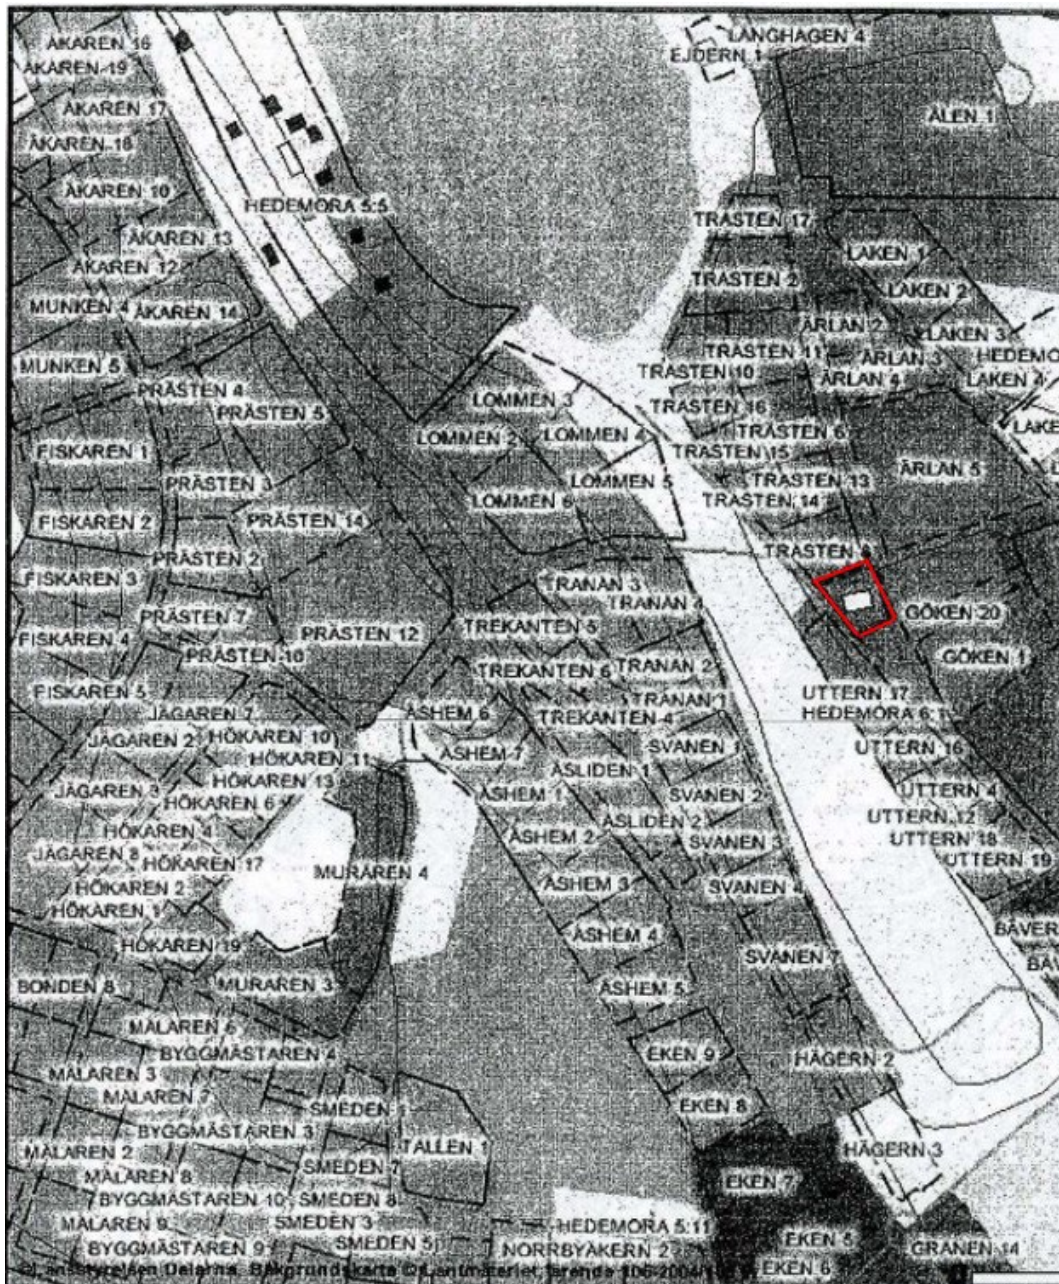 ÅKAREN 16
ÅKAREN 19
ÅKAREN 17
ÅKAREN 18
ÅKAREN 10
ÅKAREN 13
ÅKAREN 12
MUNKEN 4
ÅKAREN 14
MUNKEN 5
HEDEMORA 5:5
LÅNGHAGEN 4
EJDERN 1
ÅLEN 1
TRASTEN 17
LAKEN 1
TRASTEN 2
LAKEN 2
ÄRLAN 2
LAKEN 3
TRASTEN 11
ÄRLAN 3
TRASTEN 10
ÄRLAN 4
LAKEN 4
TRASTEN 16
TRASTEN 6
TRASTEN 15
ÄRLAN 5
TRASTEN 13
TRASTEN 14
PRÄSTEN 4
PRÄSTEN 5
LOMMEN 3
LOMMEN 2
LOMMEN 4
LOMMEN 5
LOMMEN 6
FISKAREN 1
PRÄSTEN 3
FISKAREN 2
PRÄSTEN 14
PRÄSTEN 2
FISKAREN 3
PRÄSTEN 7
PRÄSTEN 12
FISKAREN 4
PRÄSTEN 10
FISKAREN 5
TRANAN 3
TREKANTEN 5
TREKANTEN 6
TRANAN 2
TRANAN 1
TREKANTEN 4
GÖKEN 20
GÖKEN 1
UTTERN 17
HEDEMORA 6:1
UTTERN 16
UTTERN 4
UTTERN 12
UTTERN 18
UTTERN 19
JÄGAREN 7
JÄGAREN 2
HÖKAREN 10
HÖKAREN 11
HÖKAREN 13
HÖKAREN 6
HÖKAREN 4
JÄGAREN 8
HÖKAREN 17
HÖKAREN 2
HÖKAREN 1
HÖKAREN 19
MURAREN 4
MURAREN 3
ÅSHEM 6
ÅSHEM 7
ÅSHEM 1
ÅSHEM 2
ÅSHEM 3
ÅSHEM 4
ÅSHEM 5
ÅSLIDEN 1
ÅSLIDEN 2
SVANEN 1
SVANEN 2
SVANEN 3
SVANEN 4
SVANEN 7
BONDEN 8
MÅLAREN 6
BYGGMÄSTAREN 4
MÅLAREN 3
MÅLAREN 7
BYGGMÄSTAREN 3
MÅLAREN 2
MÅLAREN 8
BYGGMÄSTAREN 10
MÅLAREN 9
BYGGMÄSTAREN 9
SMEDEN 1
SMEDEN 7
SMEDEN 8
SMEDEN 3
SMEDEN 5
TALLEN 1
EKEN 9
EKEN 8
EKEN 7
EKEN 5
EKEN 6
HÄGERN 2
HÄGERN 3
GRANEN 14
HEDEMORA 5:11
NORRBYÅKERN 2
Länsstyrelsen Dalarna, Bakgrundskarta © Lantmäteriet, ärende 106-2004/